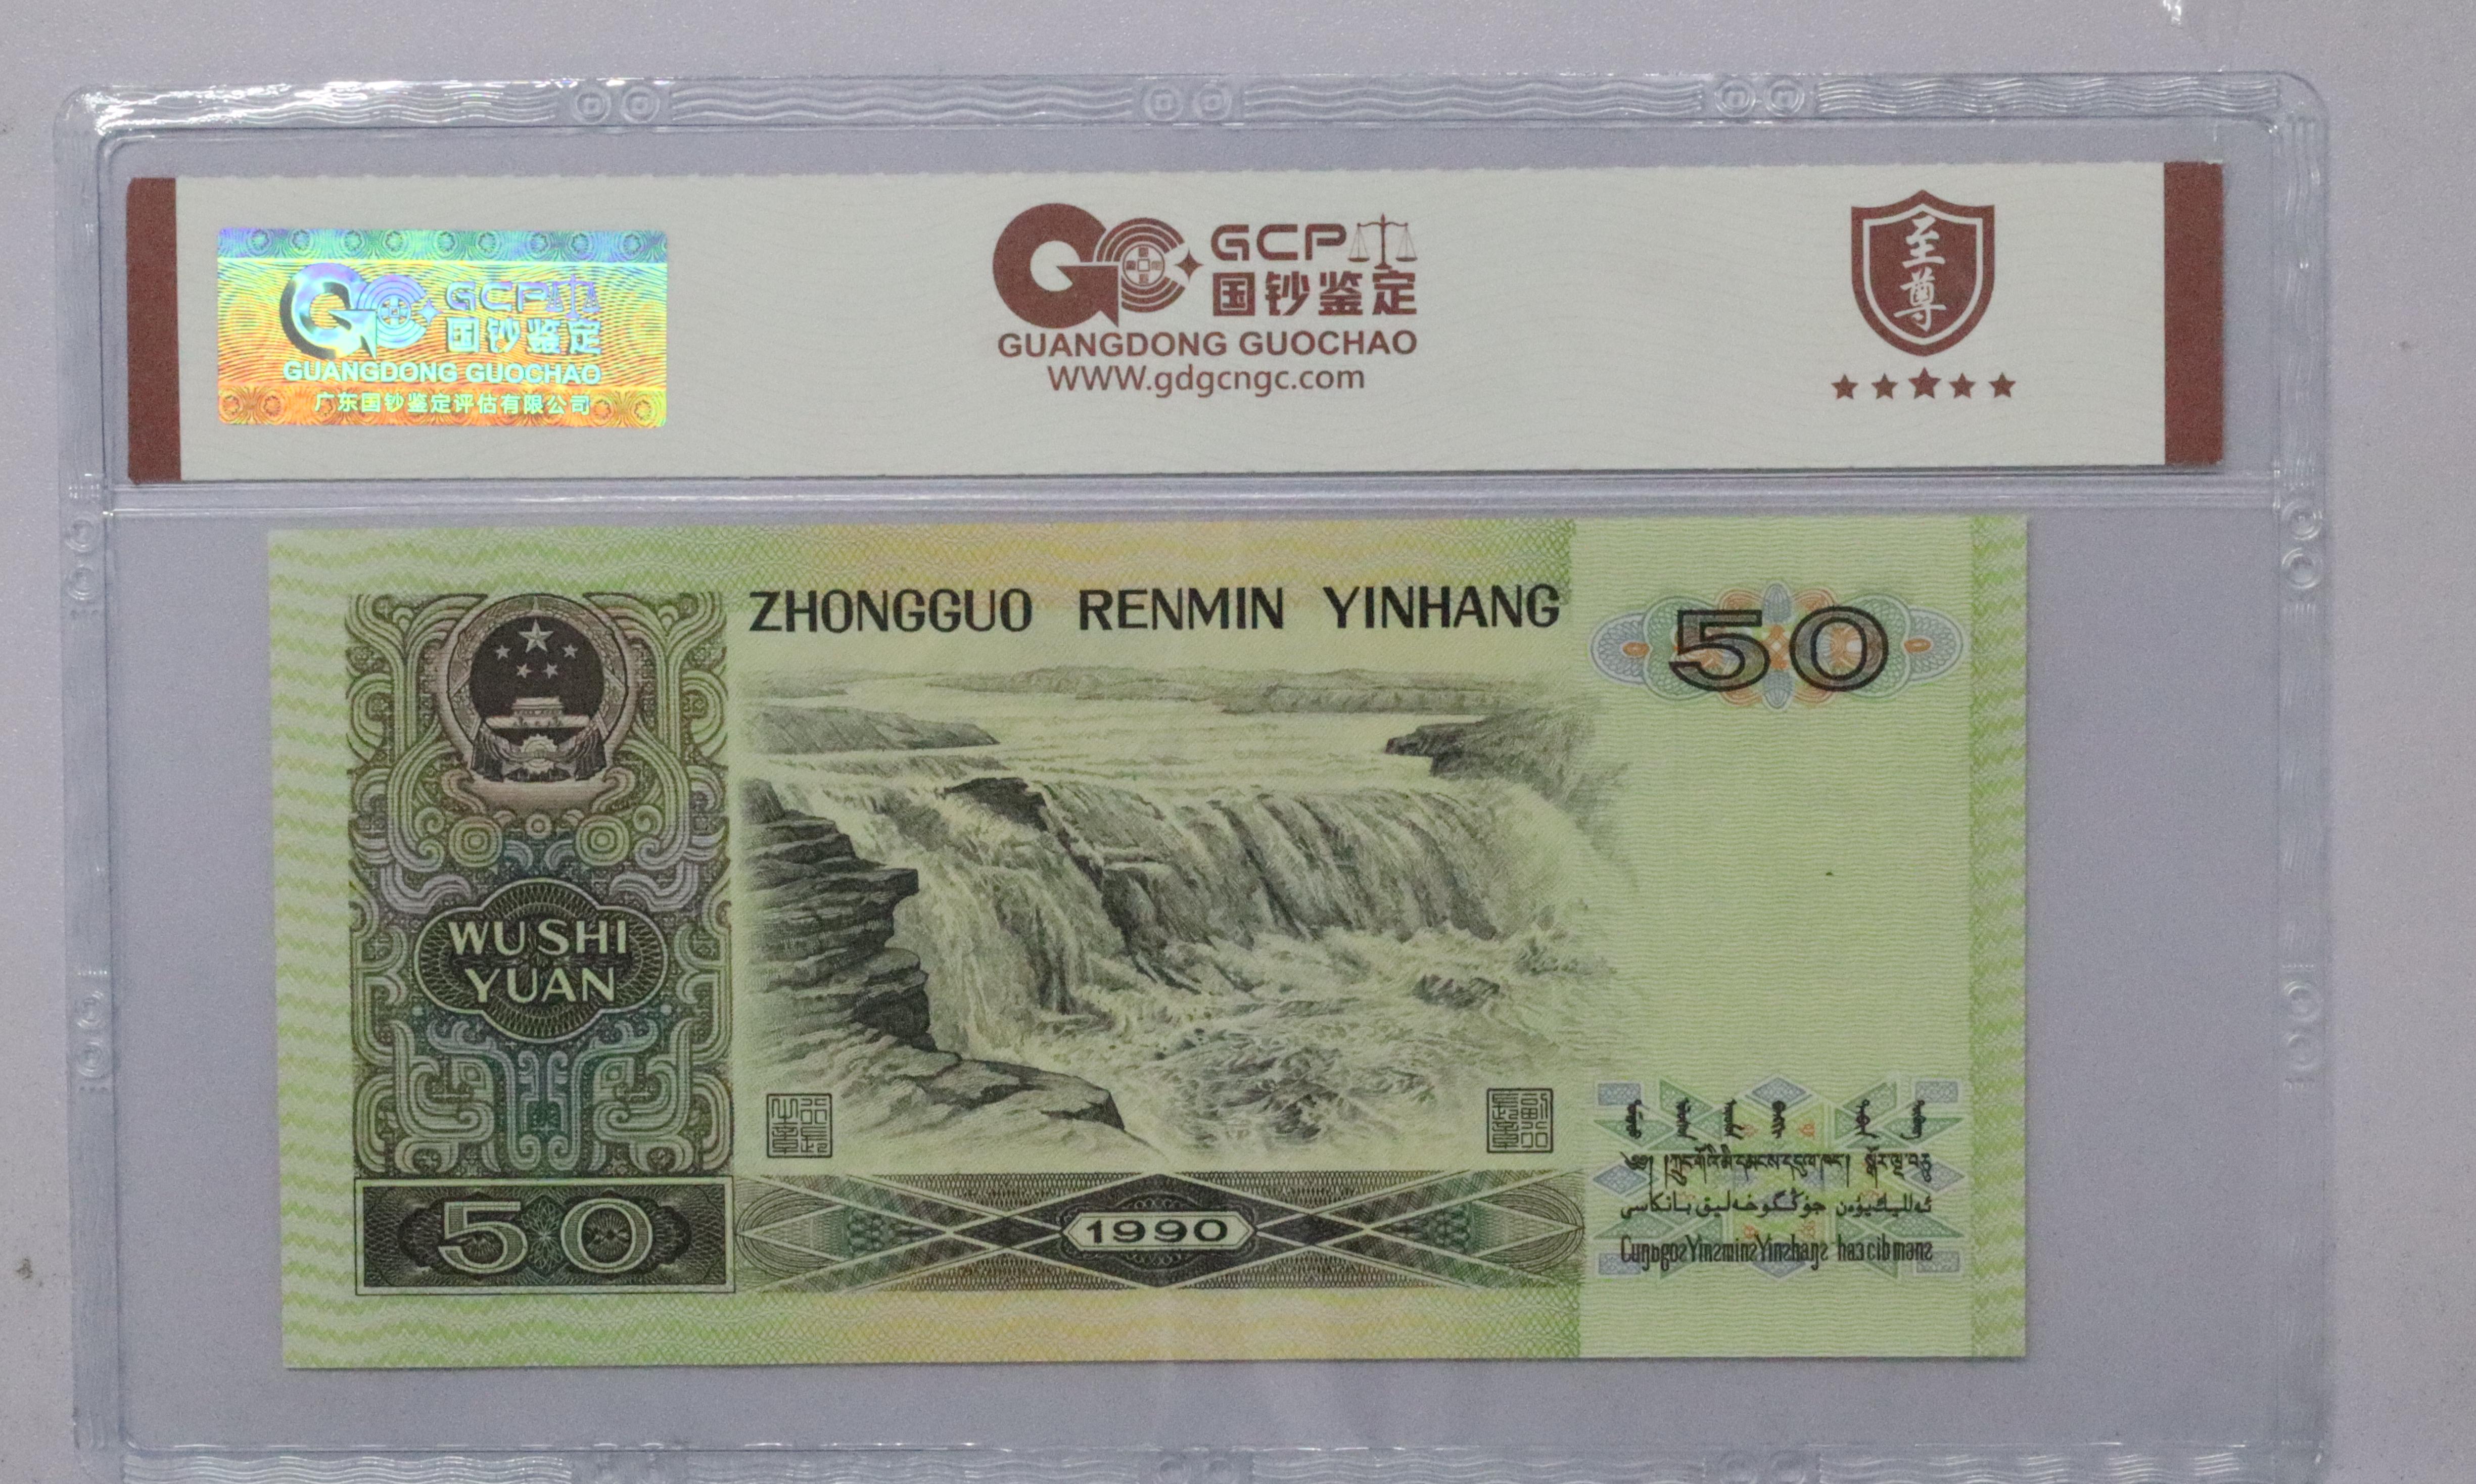 GCP
国钞鉴定
GUANGDONG GUOCHAO
广东国钞鉴定评估有限公司
GCP
国钞鉴定
GUANGDONG GUOCHAO
WWW.gdgcngc.com
至
尊
ZHONGGUO RENMIN YINHANG
50
WU SHI
YUAN
50
1990